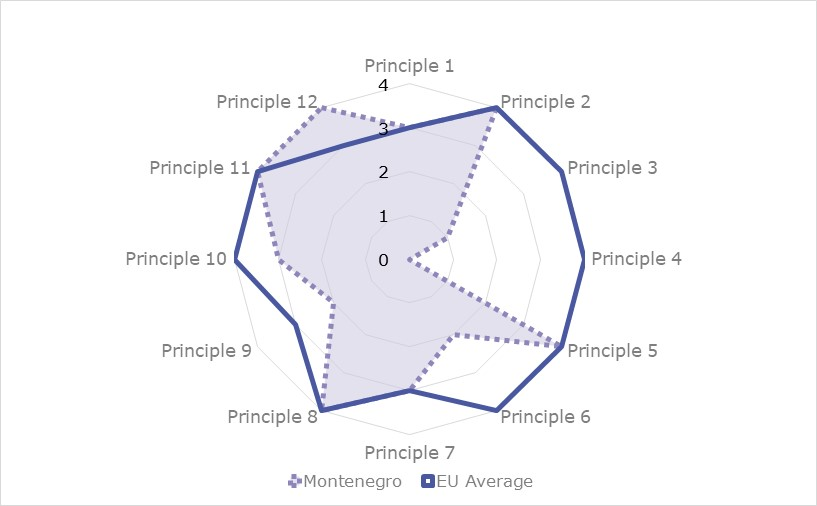 Principle 1
4
Principle 12
Principle 2
3
Principle 11
Principle 3
2
1
Principle 10
0
Principle 4
Principle 9
Principle 5
Principle 8
Principle 6
Principle 7
Montenegro
EU Average